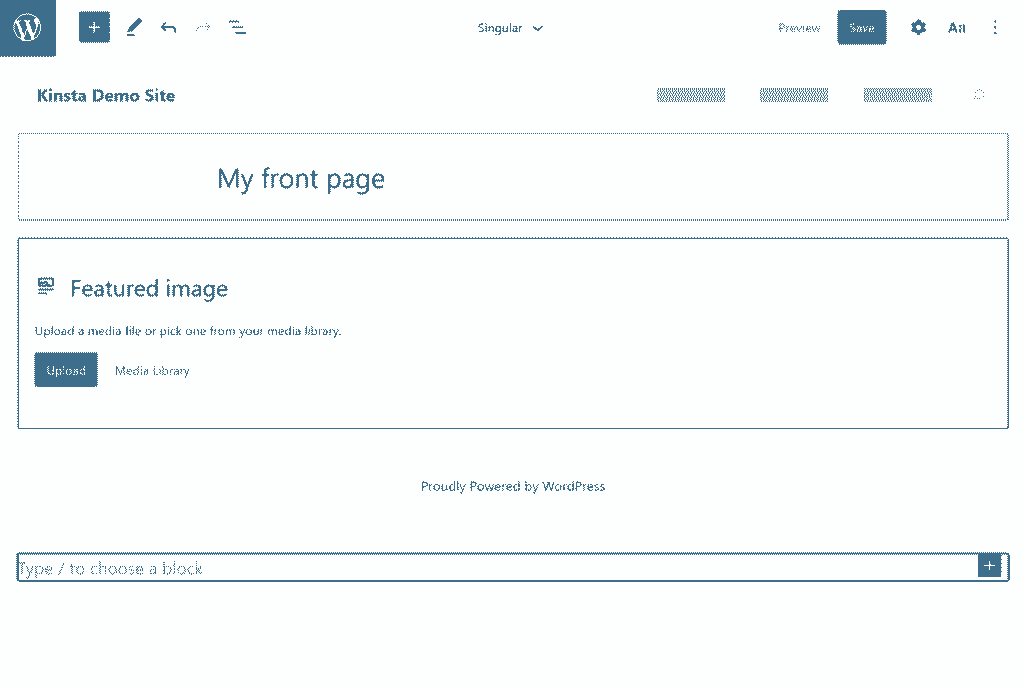 Singular
Preview
Save
Aa
Kinsta Demo Site
My front page
Featured image
Upload a media file or pick one from your media library.
Upload Media Library
Proudly Powered by WordPress
Type / to choose a block